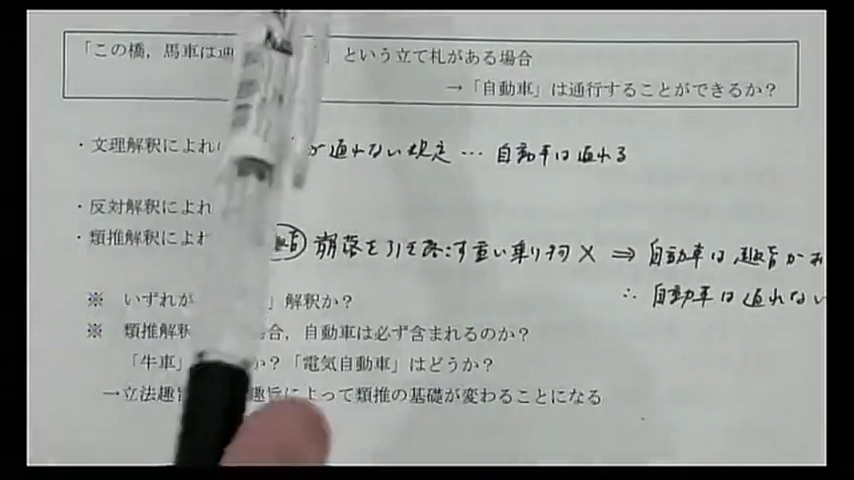 「この橋，馬車は通 」という立て札がある場合
→「自動車」は通行することができるか？
・文理解釈によれ が通れない規定 … 自動車は通れる
・反対解釈によれ
・類推解釈によれ 趣旨 崩落を引き起こす重い乗り物 × ⇒ 自動車は趣旨が
∴ 自動車は通れない
※ いずれが 」解釈か？
※ 類推解釈 場合，自動車は必ず含まれるのか？
「牛車」 か？「電気自動車」はどうか？
→立法趣旨 趣旨によって類推の基礎が変わることになる